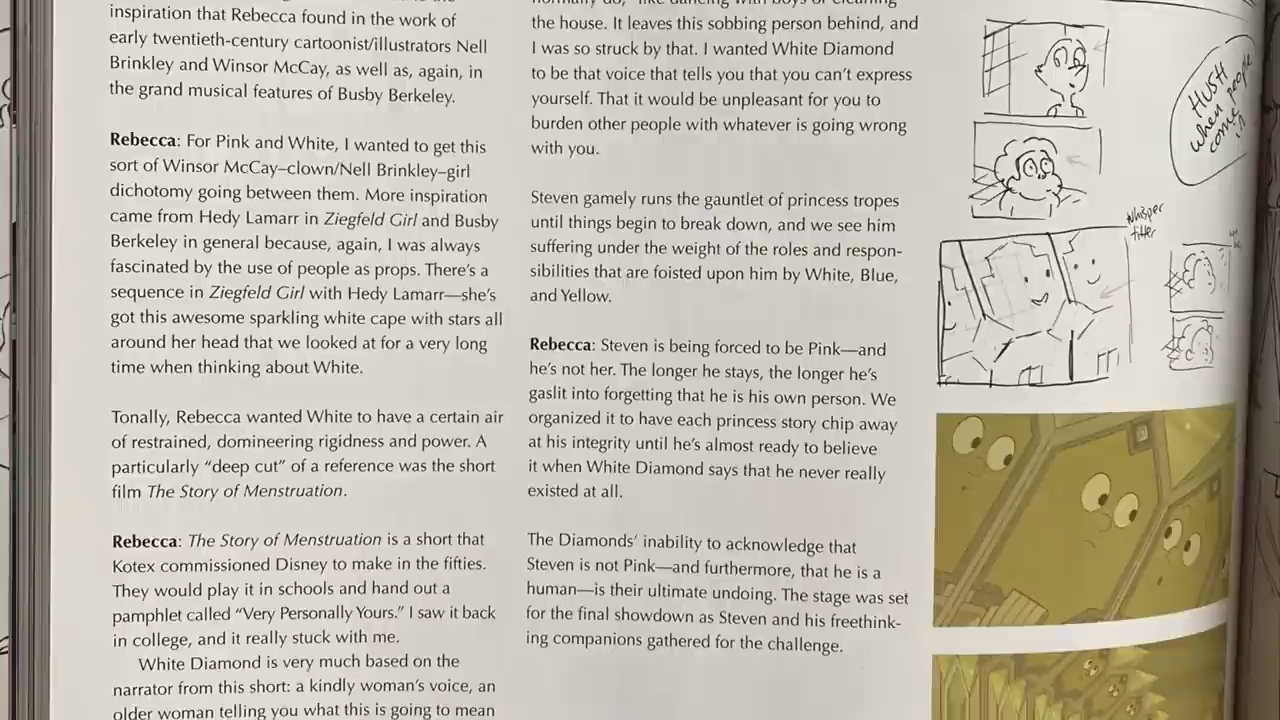 inspiration that Rebecca found in the work of
early twentieth-century cartoonist/illustrators Nell
Brinkley and Winsor McCay, as well as, again, in
the grand musical features of Busby Berkeley.
Rebecca: For Pink and White, I wanted to get this
sort of Winsor McCay–clown/Nell Brinkley–girl
dichotomy going between them. More inspiration
came from Hedy Lamarr in Ziegfeld Girl and Busby
Berkeley in general because, again, I was always
fascinated by the use of people as props. There's a
sequence in Ziegfeld Girl with Hedy Lamarr—she's
got this awesome sparkling white cape with stars all
around her head that we looked at for a very long
time when thinking about White.
Tonally, Rebecca wanted White to have a certain air
of restrained, domineering rigidness and power. A
particularly "deep cut" of a reference was the short
film The Story of Menstruation.
Rebecca: The Story of Menstruation is a short that
Kotex commissioned Disney to make in the fifties.
They would play it in schools and hand out a
pamphlet called "Very Personally Yours." I saw it back
in college, and it really stuck with me.
White Diamond is very much based on the
narrator from this short: a kindly woman's voice, an
older woman telling you what this is going to mean
normally do, like dancing with boys or cleaning
the house. It leaves this sobbing person behind, and
I was so struck by that. I wanted White Diamond
to be that voice that tells you that you can't express
yourself. That it would be unpleasant for you to
burden other people with whatever is going wrong
with you.
Steven gamely runs the gauntlet of princess tropes
until things begin to break down, and we see him
suffering under the weight of the roles and respon-
sibilities that are foisted upon him by White, Blue,
and Yellow.
Rebecca: Steven is being forced to be Pink—and
he's not her. The longer he stays, the longer he's
gaslit into forgetting that he is his own person. We
organized it to have each princess story chip away
at his integrity until he's almost ready to believe
it when White Diamond says that he never really
existed at all.
The Diamonds' inability to acknowledge that
Steven is not Pink—and furthermore, that he is a
human—is their ultimate undoing. The stage was set
for the final showdown as Steven and his freethink-
ing companions gathered for the challenge.
HUSH
when people
come
in
whisper
titter